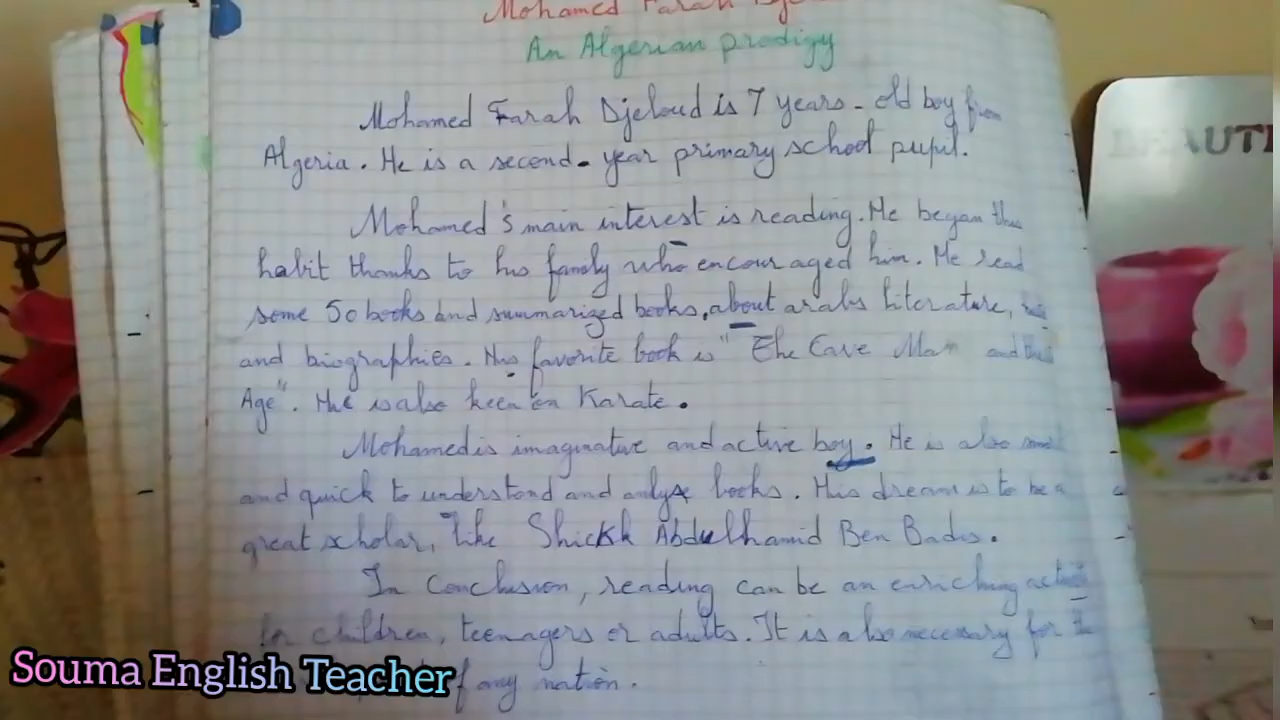 Mohamed Farah
An Algerian prodigy
Mohamed Farah Djeloud is 7 years-old boy from
Algeria. He is a second-year primary school pupil.
Mohamed's main interest is reading. He began this
habit thanks to his family who encouraged him. He read
some 50 books and summarized books, about arabs literature,
and biographies. His favorite book is "The Cave Man and the
Age". He is also keen on Karate.
Mohamed is imaginative and active boy. He is also
and quick to understand and anlyse books. His dream is to be a
great scholar, like Shickh Abdulhamid Ben Badis.
In Conclusion, reading can be an enriching
for children, teenagers or adults. It is also necessary for the
of any nation.
BEAUTI
Souma English Teacher